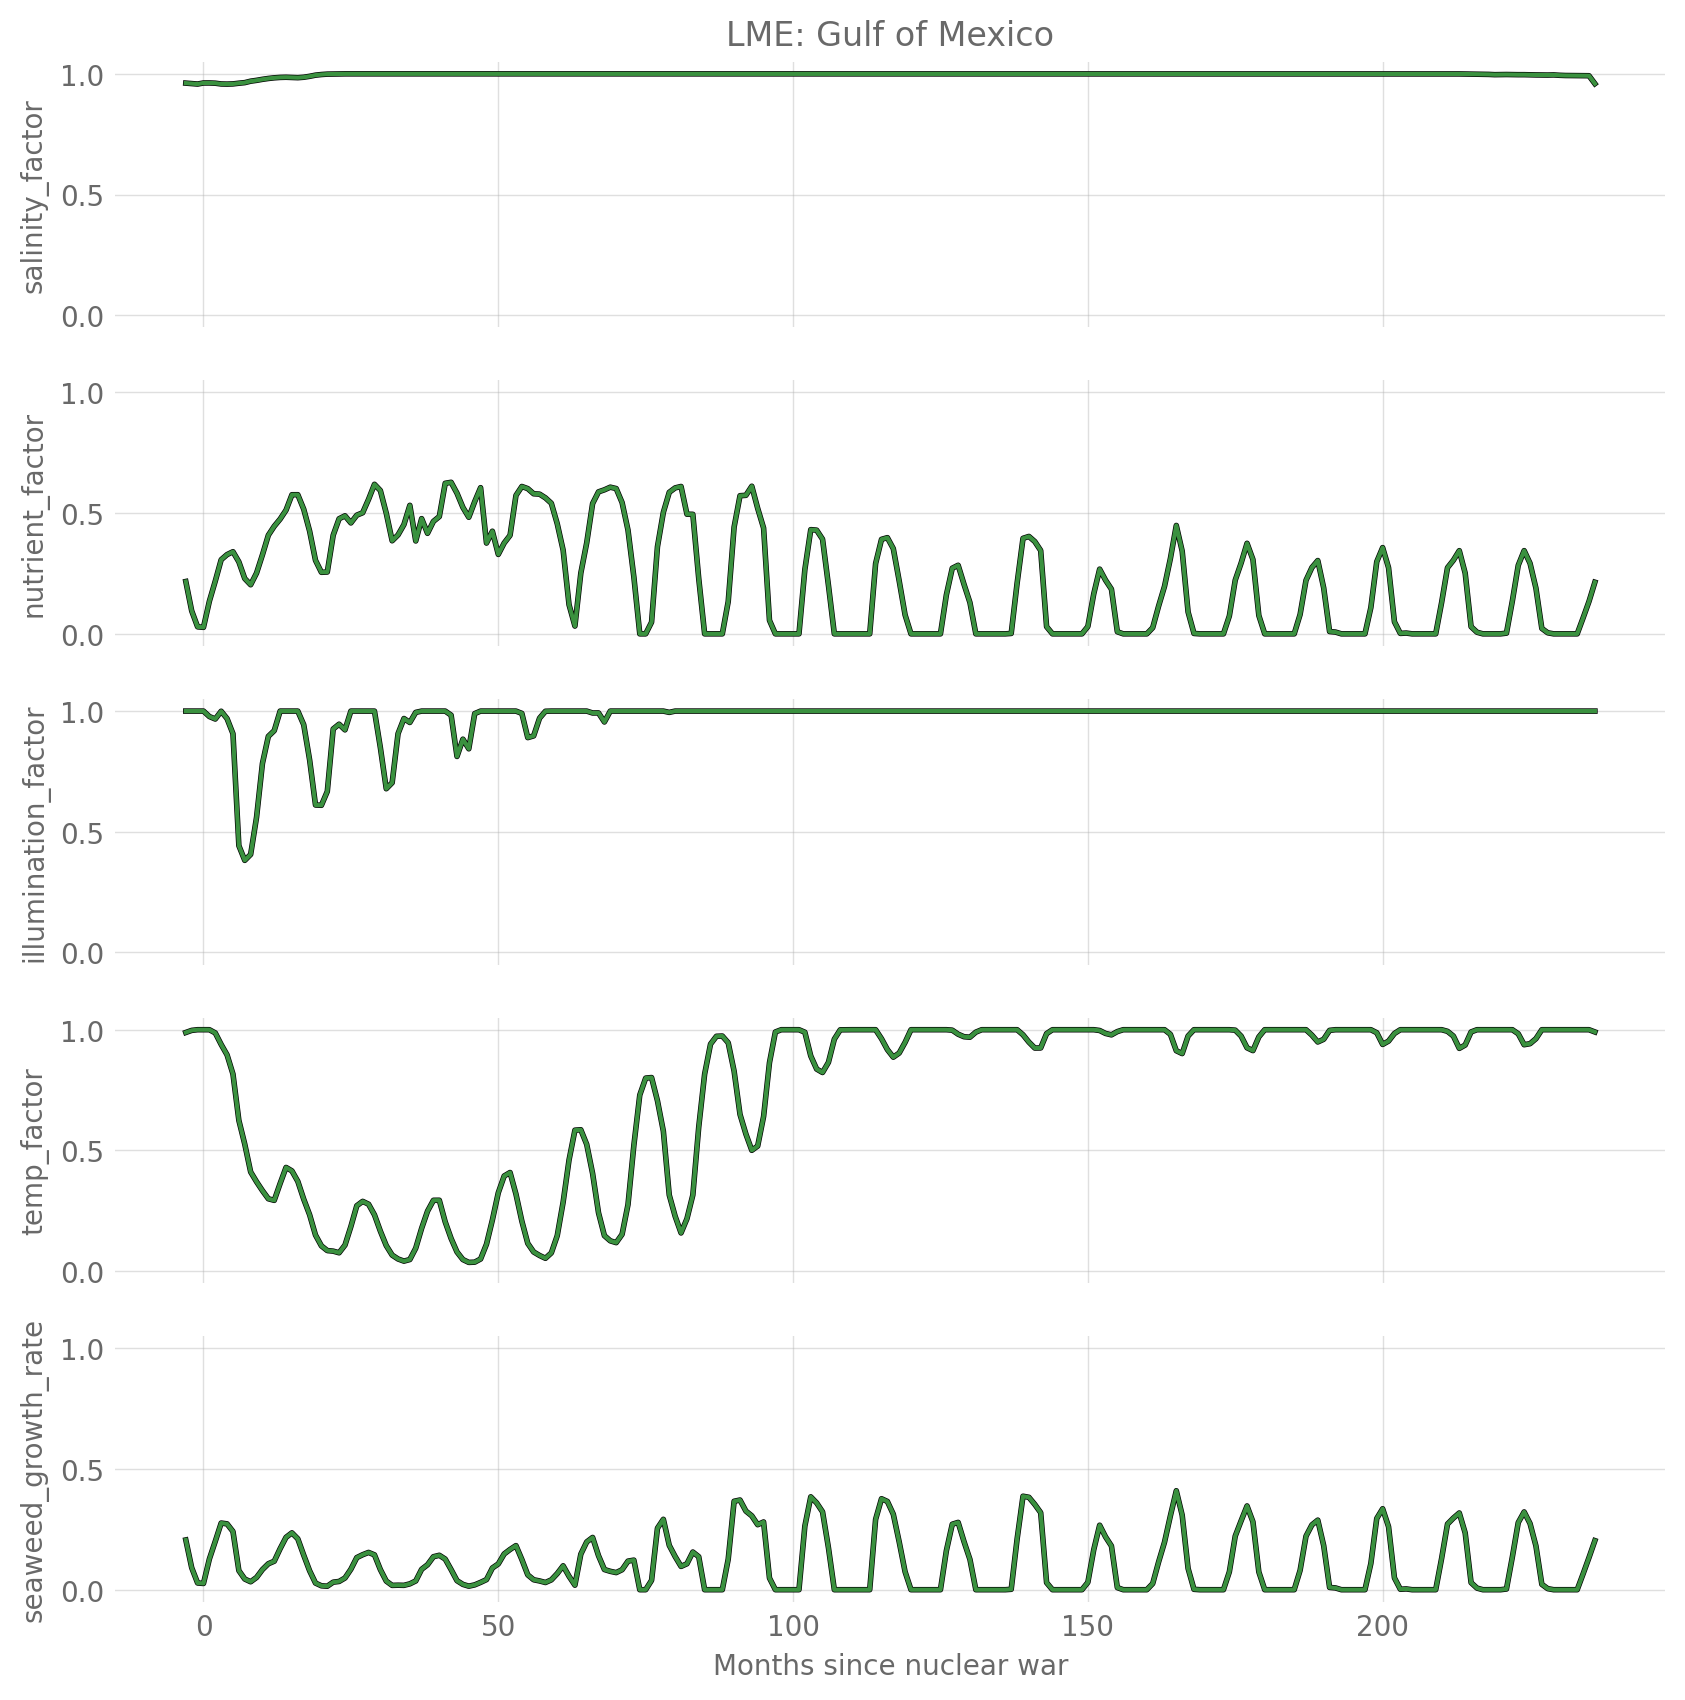 LME: Gulf of Mexico
salinity_factor
1.0
0.5
0.0
nutrient_factor
1.0
0.5
0.0
illumination_factor
1.0
0.5
0.0
temp_factor
1.0
0.5
0.0
seaweed_growth_rate
1.0
0.5
0.0
0 50 100 150 200
Months since nuclear war